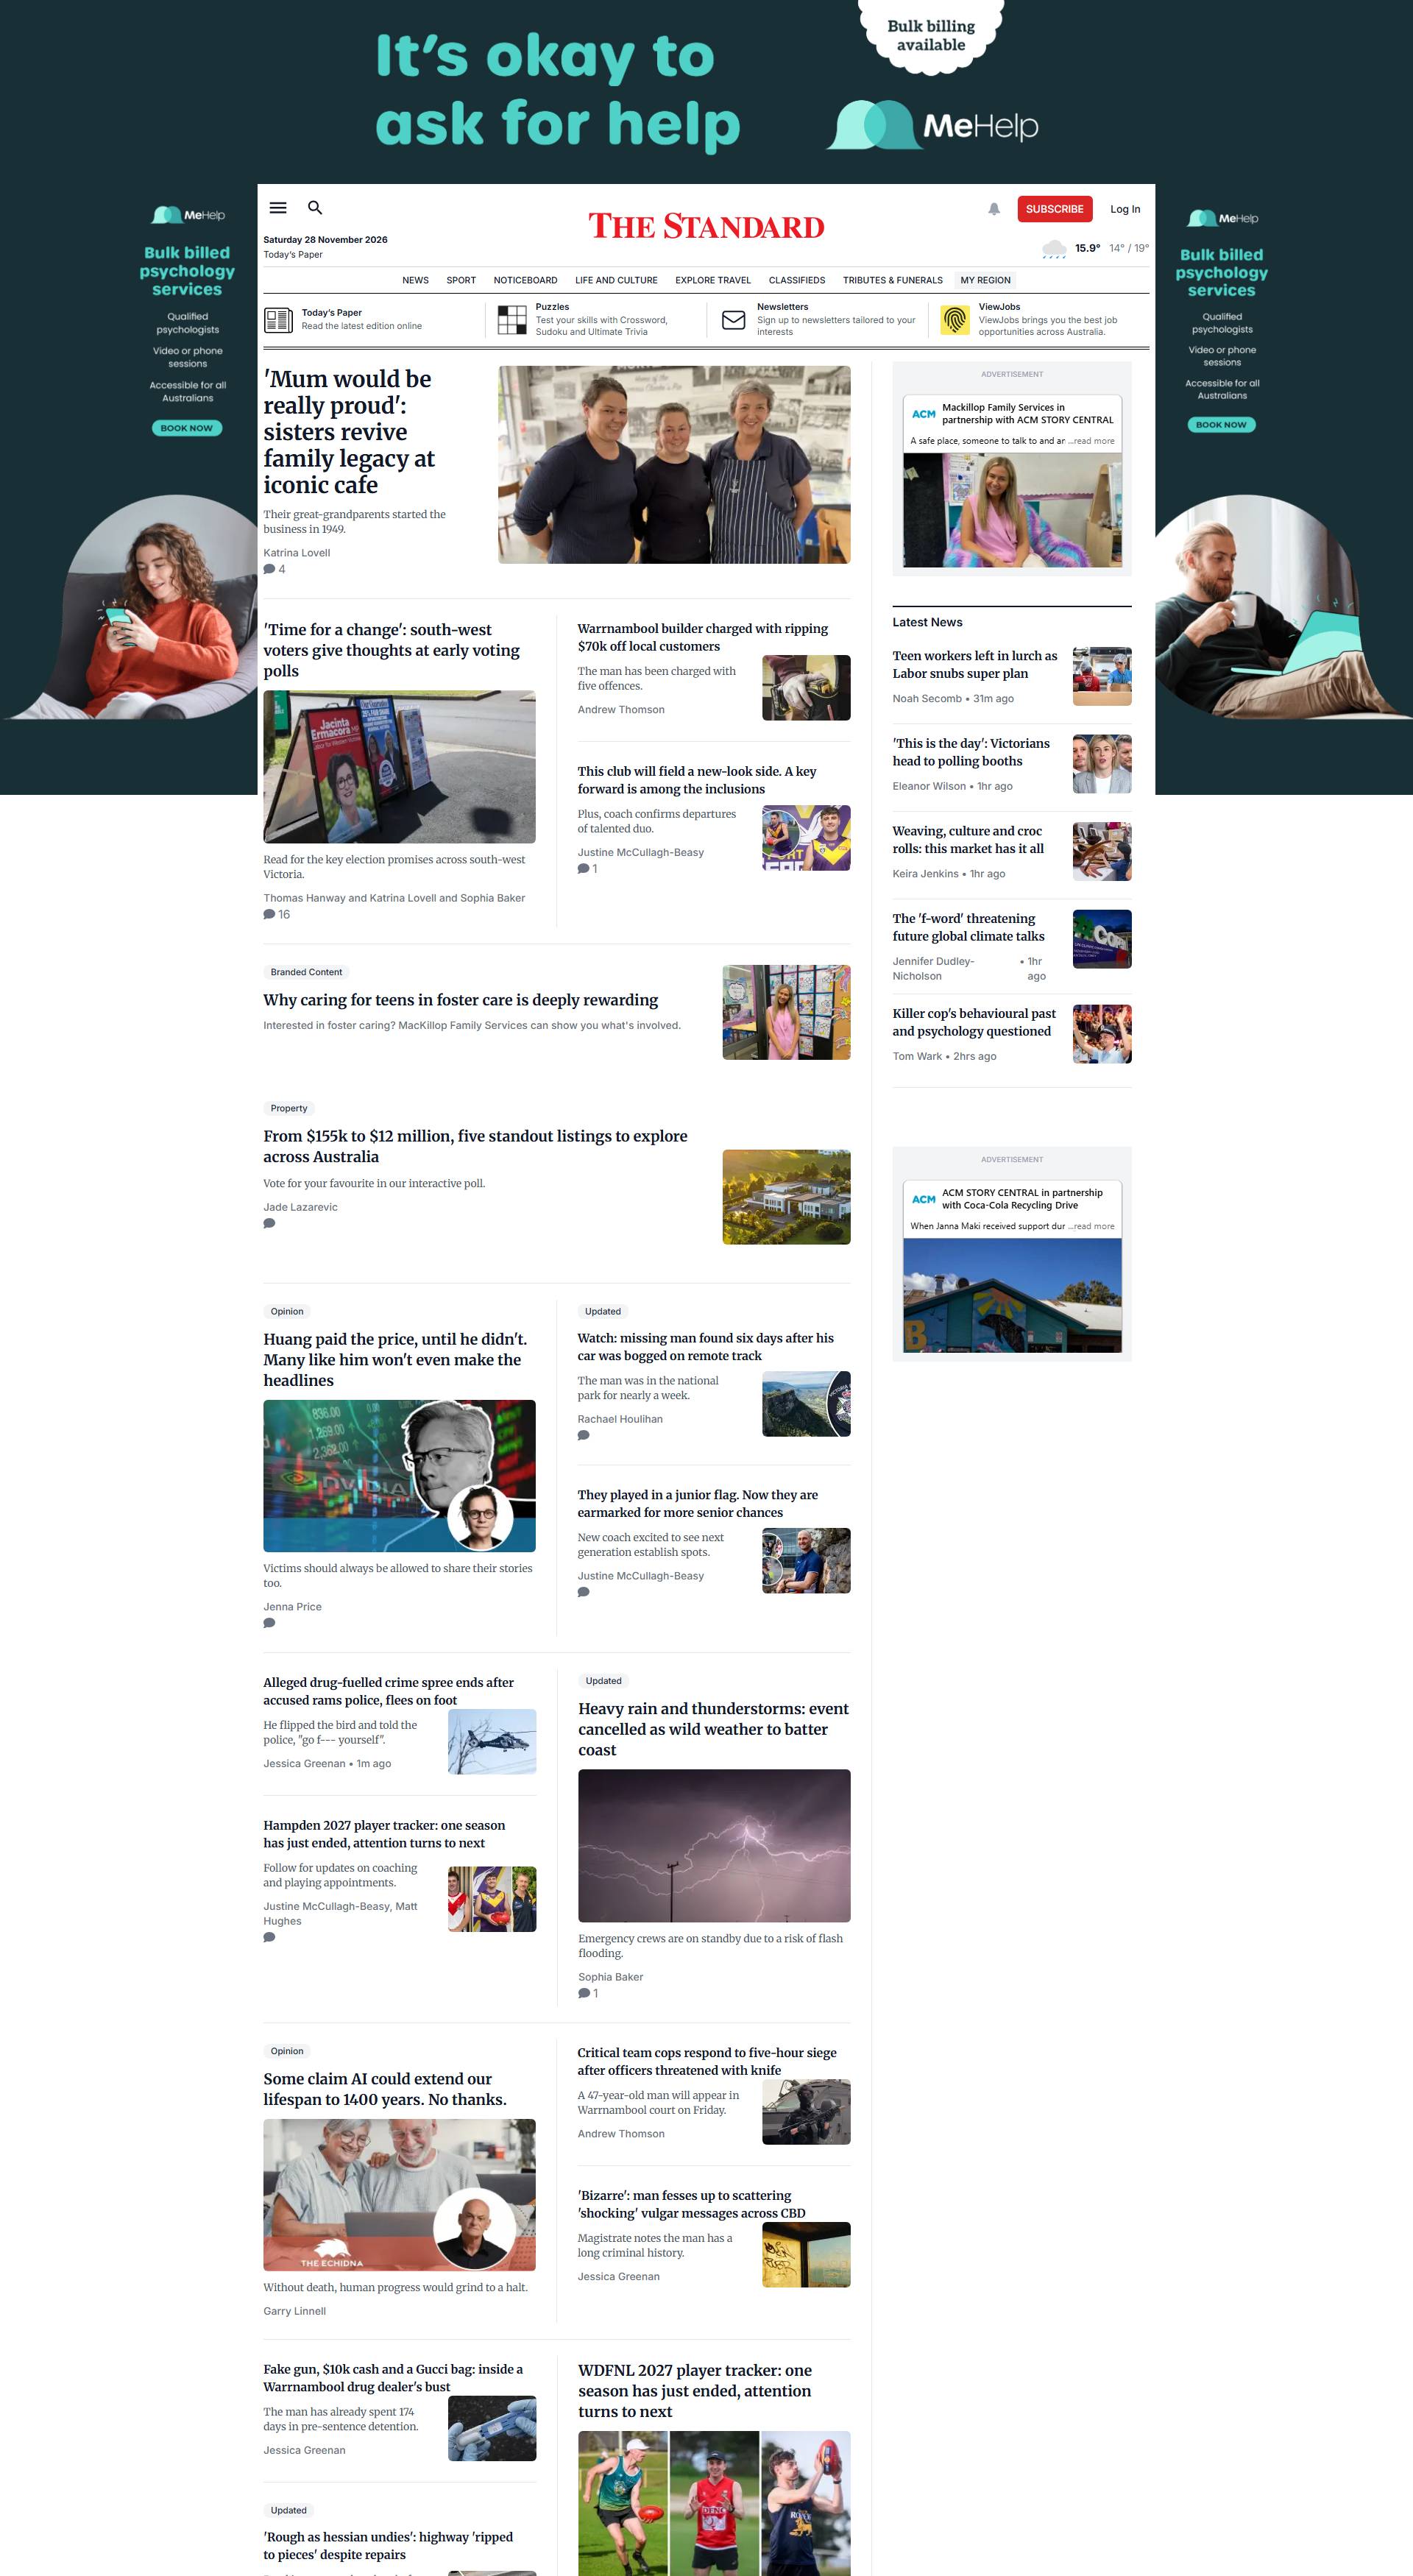 It's okay to
ask for help
Bulk billing
available
MeHelp
MeHelp
Bulk billed
psychology
services
Qualified
psychologists
Video or phone
sessions
Accessible for all
Australians
BOOK NOW
MeHelp
Bulk billed
psychology
services
Qualified
psychologists
Video or phone
sessions
Accessible for all
Australians
BOOK NOW
THE STANDARD
SUBSCRIBE
Log In
Saturday 28 November 2026
Today's Paper
15.9° 14° / 19°
NEWS SPORT NOTICEBOARD LIFE AND CULTURE EXPLORE TRAVEL CLASSIFIEDS TRIBUTES & FUNERALS MY REGION
Today's Paper
Read the latest edition online
Puzzles
Test your skills with Crossword,
Sudoku and Ultimate Trivia
Newsletters
Sign up to newsletters tailored to your
interests
ViewJobs
ViewJobs brings you the best job
opportunities across Australia.
'Mum would be
really proud':
sisters revive
family legacy at
iconic cafe
Their great-grandparents started the
business in 1949.
Katrina Lovell
4
'Time for a change': south-west
voters give thoughts at early voting
polls
Jacinta
Ermacora
Read for the key election promises across south-west
Victoria.
Thomas Hanway and Katrina Lovell and Sophia Baker
16
Warrnambool builder charged with ripping
$70k off local customers
The man has been charged with
five offences.
Andrew Thomson
This club will field a new-look side. A key
forward is among the inclusions
Plus, coach confirms departures
of talented duo.
Justine McCullagh-Beasy
1
Branded Content
Why caring for teens in foster care is deeply rewarding
Interested in foster caring? MacKillop Family Services can show you what's involved.
Property
From $155k to $12 million, five standout listings to explore
across Australia
Vote for your favourite in our interactive poll.
Jade Lazarevic
Opinion
Huang paid the price, until he didn't.
Many like him won't even make the
headlines
836.00
1,269.00
2,362.00
NVIDIA
Victims should always be allowed to share their stories
too.
Jenna Price
Updated
Watch: missing man found six days after his
car was bogged on remote track
The man was in the national
park for nearly a week.
Rachael Houlihan
They played in a junior flag. Now they are
earmarked for more senior chances
New coach excited to see next
generation establish spots.
Justine McCullagh-Beasy
Alleged drug-fuelled crime spree ends after
accused rams police, flees on foot
He flipped the bird and told the
police, "go f--- yourself".
Jessica Greenan • 1m ago
Hampden 2027 player tracker: one season
has just ended, attention turns to next
Follow for updates on coaching
and playing appointments.
Justine McCullagh-Beasy, Matt
Hughes
Updated
Heavy rain and thunderstorms: event
cancelled as wild weather to batter
coast
Emergency crews are on standby due to a risk of flash
flooding.
Sophia Baker
1
Opinion
Some claim AI could extend our
lifespan to 1400 years. No thanks.
THE ECHIDNA
Without death, human progress would grind to a halt.
Garry Linnell
Critical team cops respond to five-hour siege
after officers threatened with knife
A 47-year-old man will appear in
Warrnambool court on Friday.
Andrew Thomson
'Bizarre': man fesses up to scattering
'shocking' vulgar messages across CBD
Magistrate notes the man has a
long criminal history.
Jessica Greenan
Fake gun, $10k cash and a Gucci bag: inside a
Warrnambool drug dealer's bust
The man has already spent 174
days in pre-sentence detention.
Jessica Greenan
Updated
'Rough as hessian undies': highway 'ripped
to pieces' despite repairs
WDFNL 2027 player tracker: one
season has just ended, attention
turns to next
ADVERTISEMENT
ACM
Mackillop Family Services in
partnership with ACM STORY CENTRAL
A safe place, someone to talk to and ar ...read more
Latest News
Teen workers left in lurch as
Labor snubs super plan
Noah Secomb • 31m ago
'This is the day': Victorians
head to polling booths
Eleanor Wilson • 1hr ago
Weaving, culture and croc
rolls: this market has it all
Keira Jenkins • 1hr ago
The 'f-word' threatening
future global climate talks
Jennifer Dudley-
Nicholson
• 1hr
ago
Killer cop's behavioural past
and psychology questioned
Tom Wark • 2hrs ago
ADVERTISEMENT
ACM
ACM STORY CENTRAL in partnership
with Coca-Cola Recycling Drive
When Janna Maki received support dur ...read more